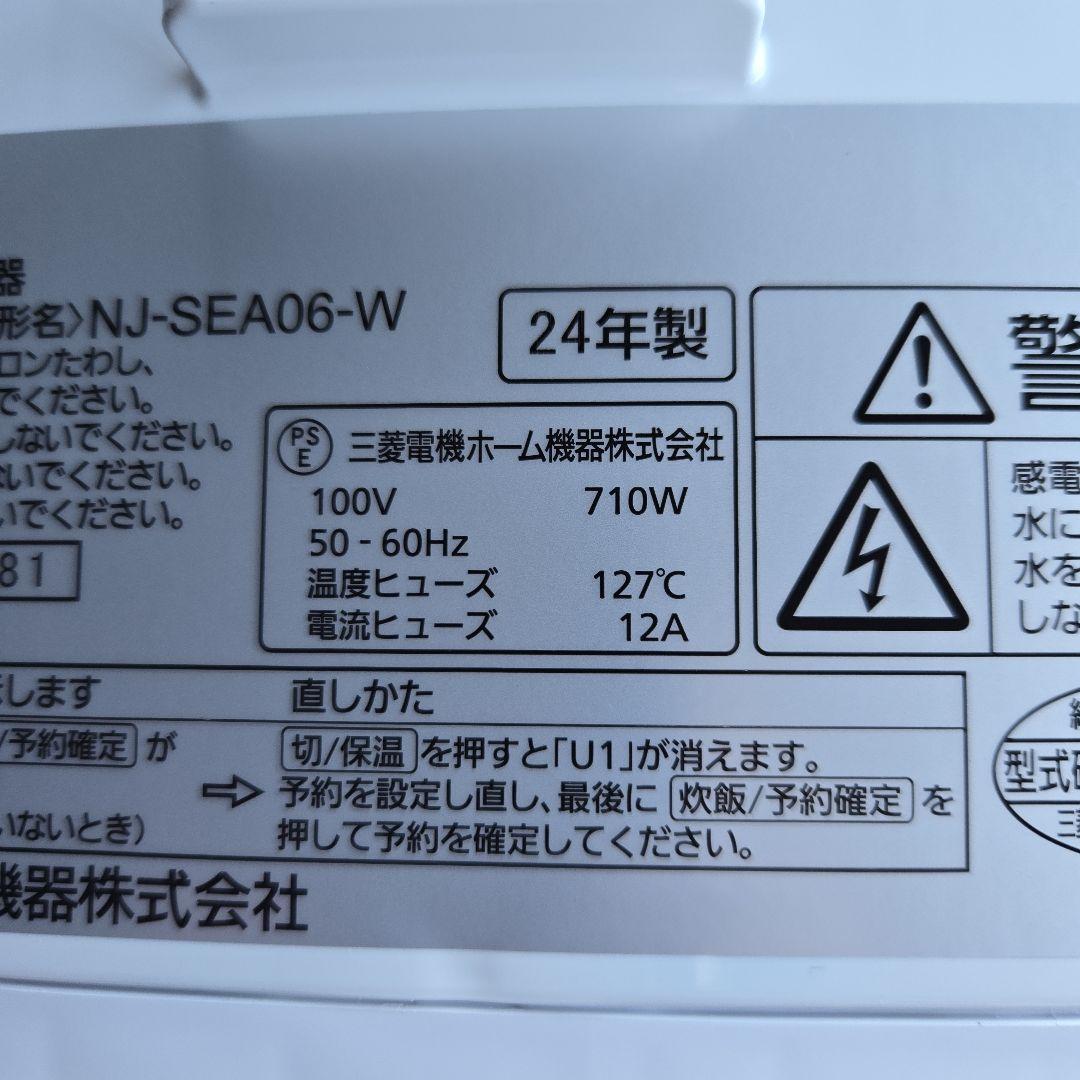 器
形名〉NJ-SEA06-W
24年製
ロンたわし、
でください。
しないでください。
ないでください。
いでください。
81
PS
E
三菱電機ホーム機器株式会社
100V 710W
50-60Hz
温度ヒューズ 127℃
電流ヒューズ 12A
警
感電
水に
水を
しな
します 直しかた
/予約確定 が
いないとき)
切/保温 を押すと「U1」が消えます。
⇨ 予約を設定し直し、最後に 炊飯/予約確定 を
押して予約を確定してください。
型式
三
機器株式会社